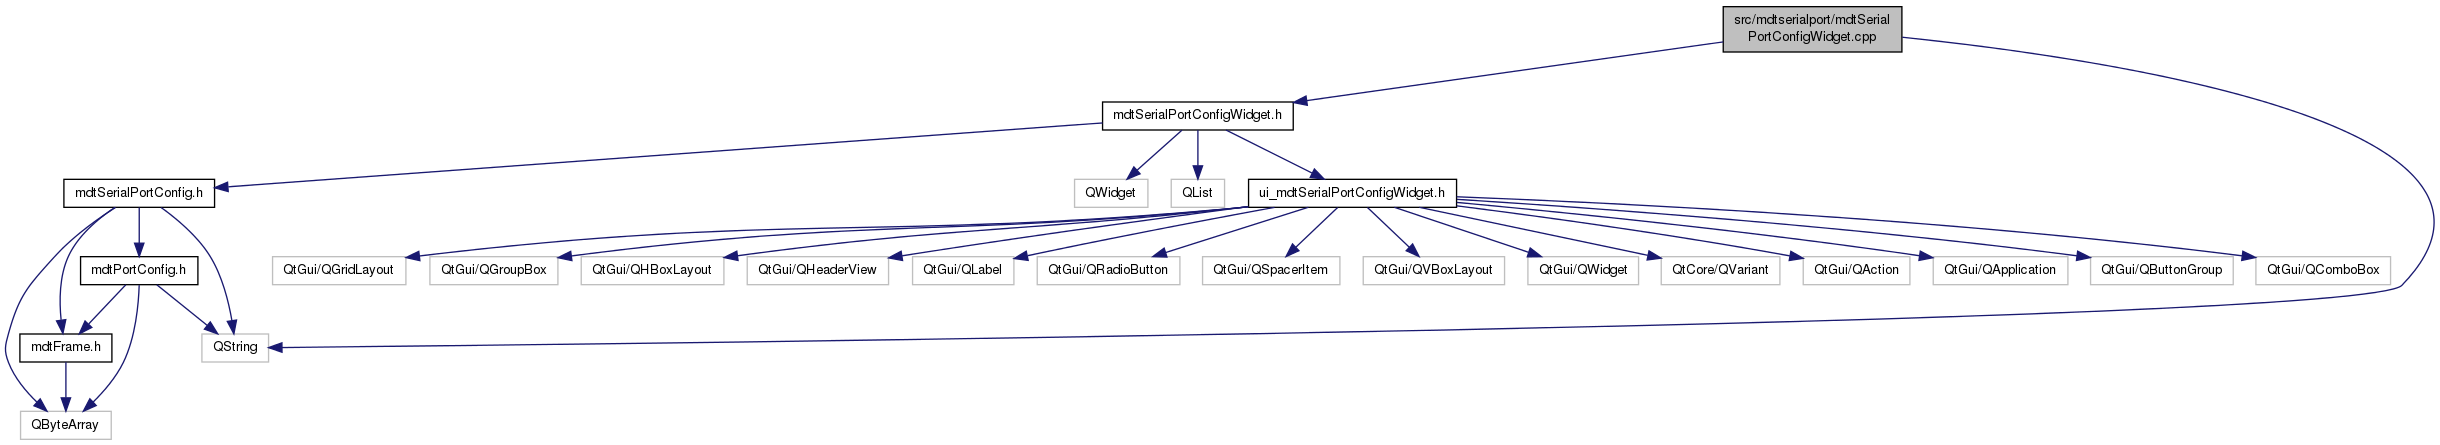 src/mdtserialport/mdtSerial
PortConfigWidget.cpp
mdtSerialPortConfigWidget.h
mdtSerialPortConfig.h
QWidget
QList
ui_mdtSerialPortConfigWidget.h
mdtPortConfig.h
QtGui/QGridLayout
QtGui/QGroupBox
QtGui/QHBoxLayout
QtGui/QHeaderView
QtGui/QLabel
QtGui/QRadioButton
QtGui/QSpacerItem
QtGui/QVBoxLayout
QtGui/QWidget
QtCore/QVariant
QtGui/QAction
QtGui/QApplication
QtGui/QButtonGroup
QtGui/QComboBox
mdtFrame.h
QString
QByteArray